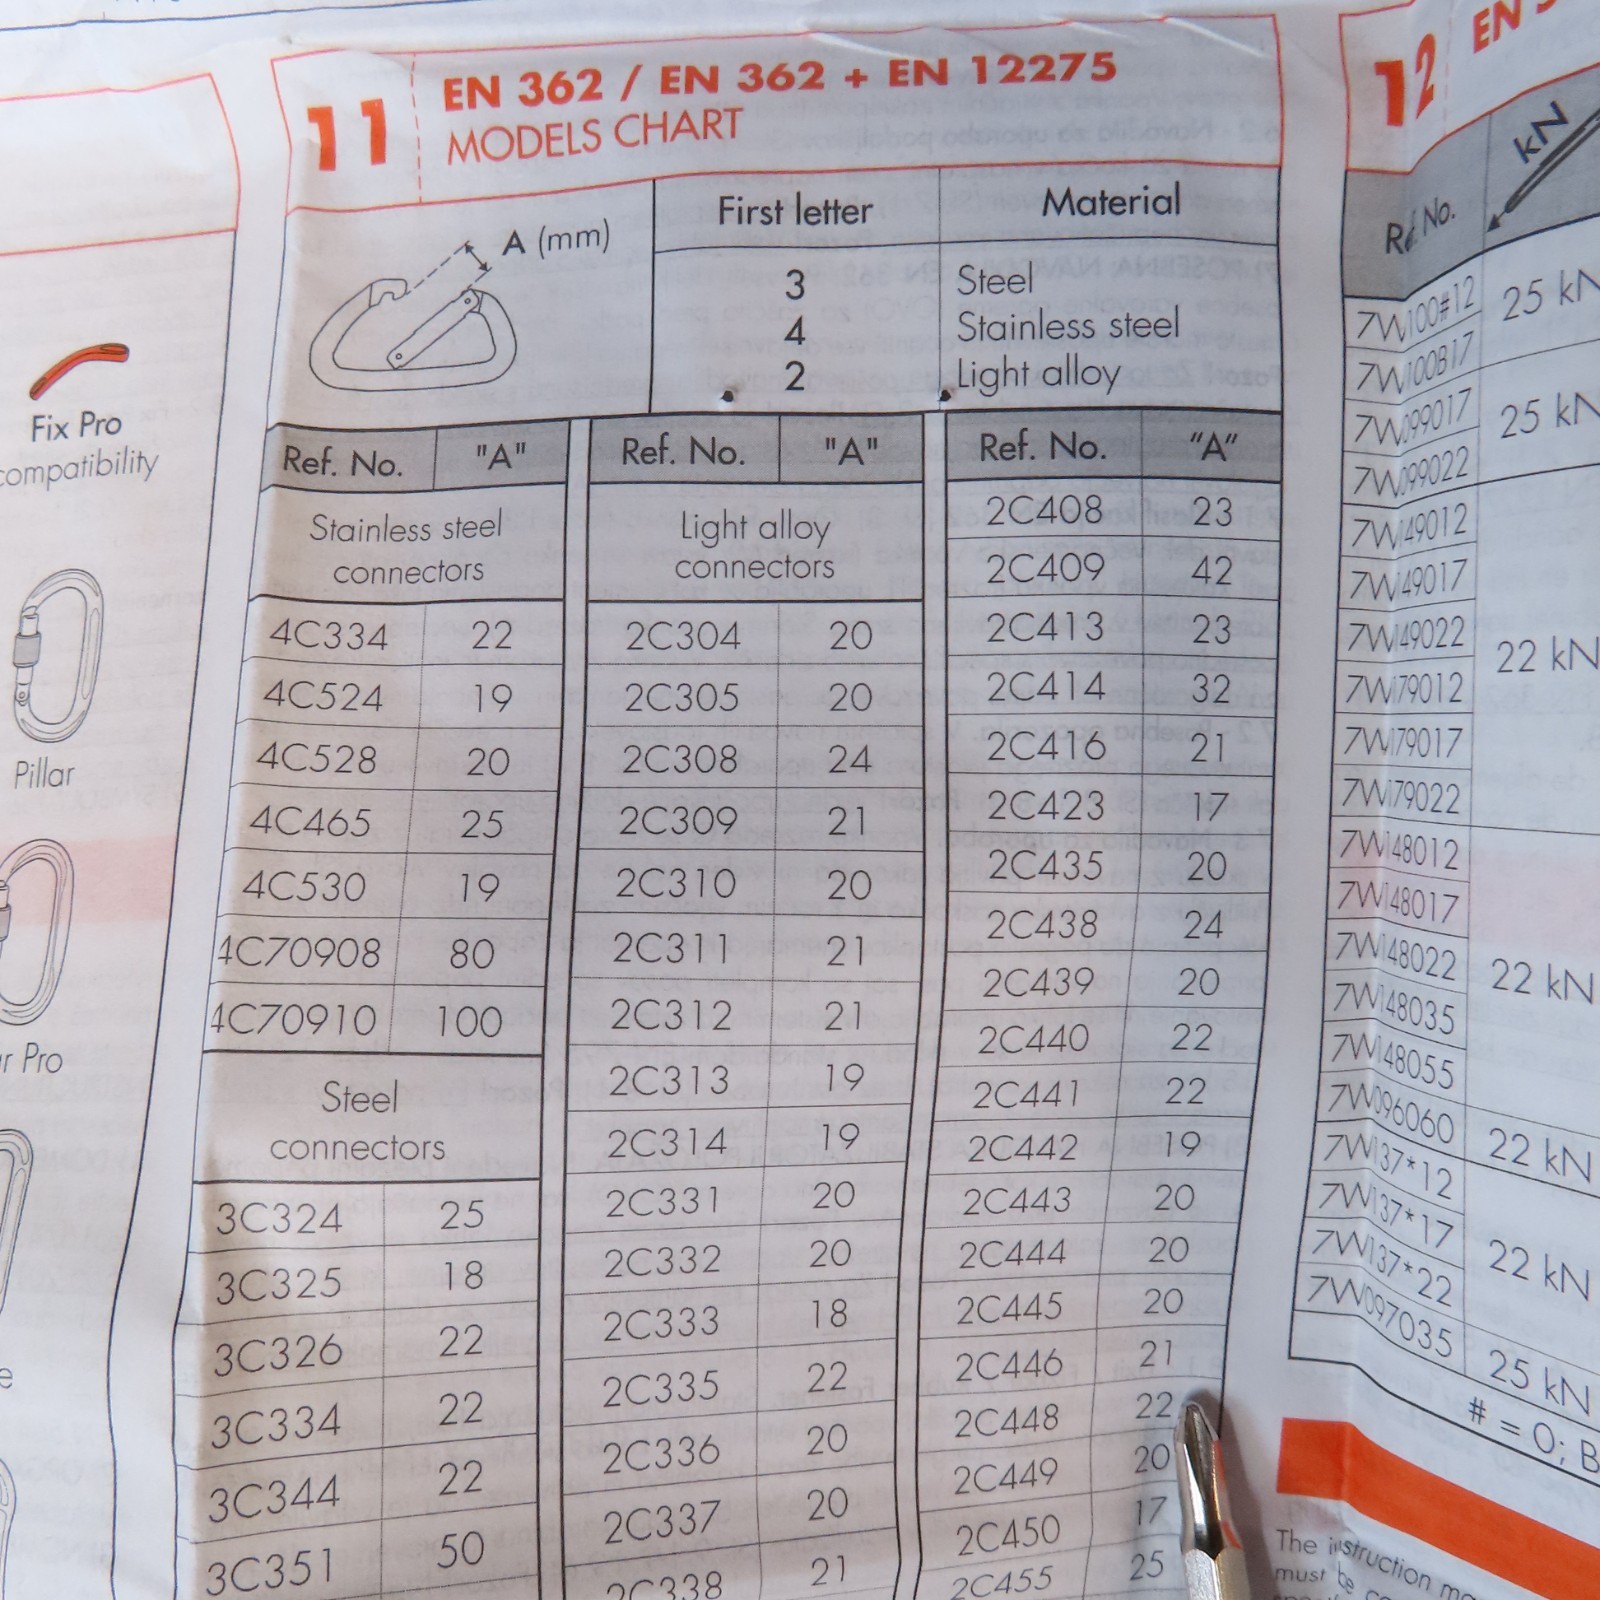 11
EN 362 / EN 362 + EN 12275
MODELS CHART
A (mm)
First letter Material
3 Steel
4 Stainless steel
2 Light alloy
Ref. No. "A"
Stainless steel
connectors
4C334 22
4C524 19
4C528 20
4C465 25
4C530 19
4C70908 80
4C70910 100
Steel
connectors
3C324 25
3C325 18
3C326 22
3C334 22
3C344 22
3C351 50
Ref. No. "A"
Light alloy
connectors
2C304 20
2C305 20
2C308 24
2C309 21
2C310 20
2C311 21
2C312 21
2C313 19
2C314 19
2C331 20
2C332 20
2C333 18
2C335 22
2C336 20
2C337 20
2C338 21
Ref. No. "A"
2C408 23
2C409 42
2C413 23
2C414 32
2C416 21
2C423 17
2C435 20
2C438 24
2C439 20
2C440 22
2C441 22
2C442 19
2C443 20
2C444 20
2C445 20
2C446 21
2C448 22
2C449 20
2C450 17
2C455 25
Fix Pro
compatibility
Pillar
Pro
12 EN
Ref. No. kN
7W100#12 25 kN
7W100B17
7W099017 25 kN
7W099022
7W149012
7W149017
7W149022 22 kN
7W179012
7W179017
7W179022
7W148012
7W148017
7W148022 22 kN
7W148035
7W148055
7W096060 22 kN
7W137*12
7W137*17 22 kN
7W137*22
7W097035 25 kN
# = O; B
The instruction
must be